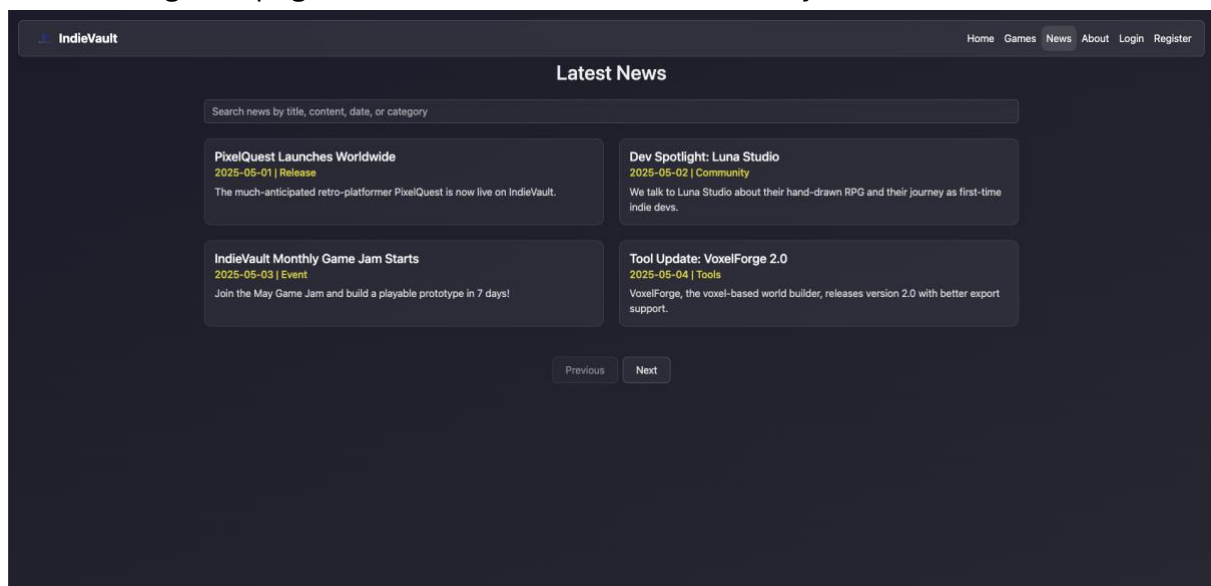 IndieVault
Home Games News About Login Register
Latest News
Search news by title, content, date, or category
PixelQuest Launches Worldwide
2025-05-01 | Release
The much-anticipated retro-platformer PixelQuest is now live on IndieVault.
Dev Spotlight: Luna Studio
2025-05-02 | Community
We talk to Luna Studio about their hand-drawn RPG and their journey as first-time
indie devs.
IndieVault Monthly Game Jam Starts
2025-05-03 | Event
Join the May Game Jam and build a playable prototype in 7 days!
Tool Update: VoxelForge 2.0
2025-05-04 | Tools
VoxelForge, the voxel-based world builder, releases version 2.0 with better export
support.
Previous Next